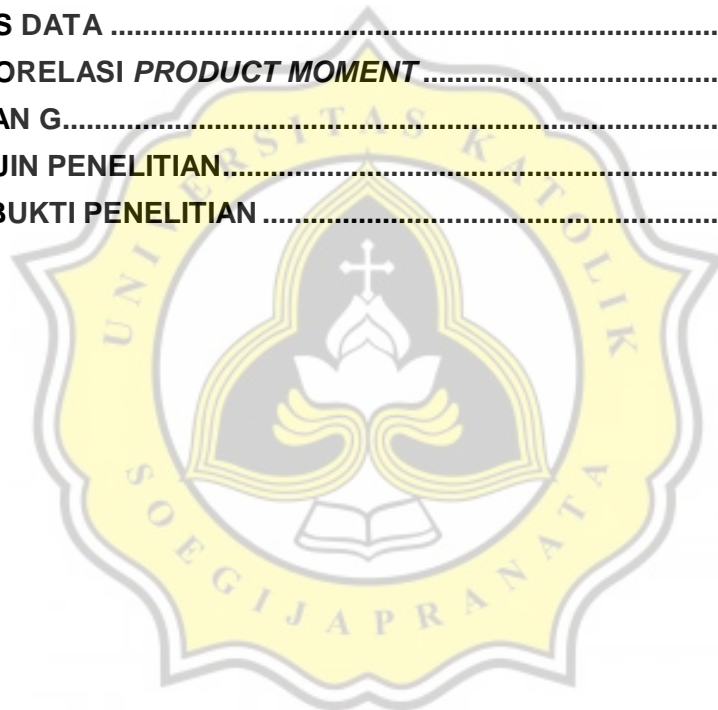 S DATA ..............................................................................
ORELASI PRODUCT MOMENT ......................................
AN G...................................................................................
JIN PENELITIAN...............................................................
BUKTI PENELITIAN ..........................................................
UNIVERSITAS KATOLIK
SOEGIJAPRANATA